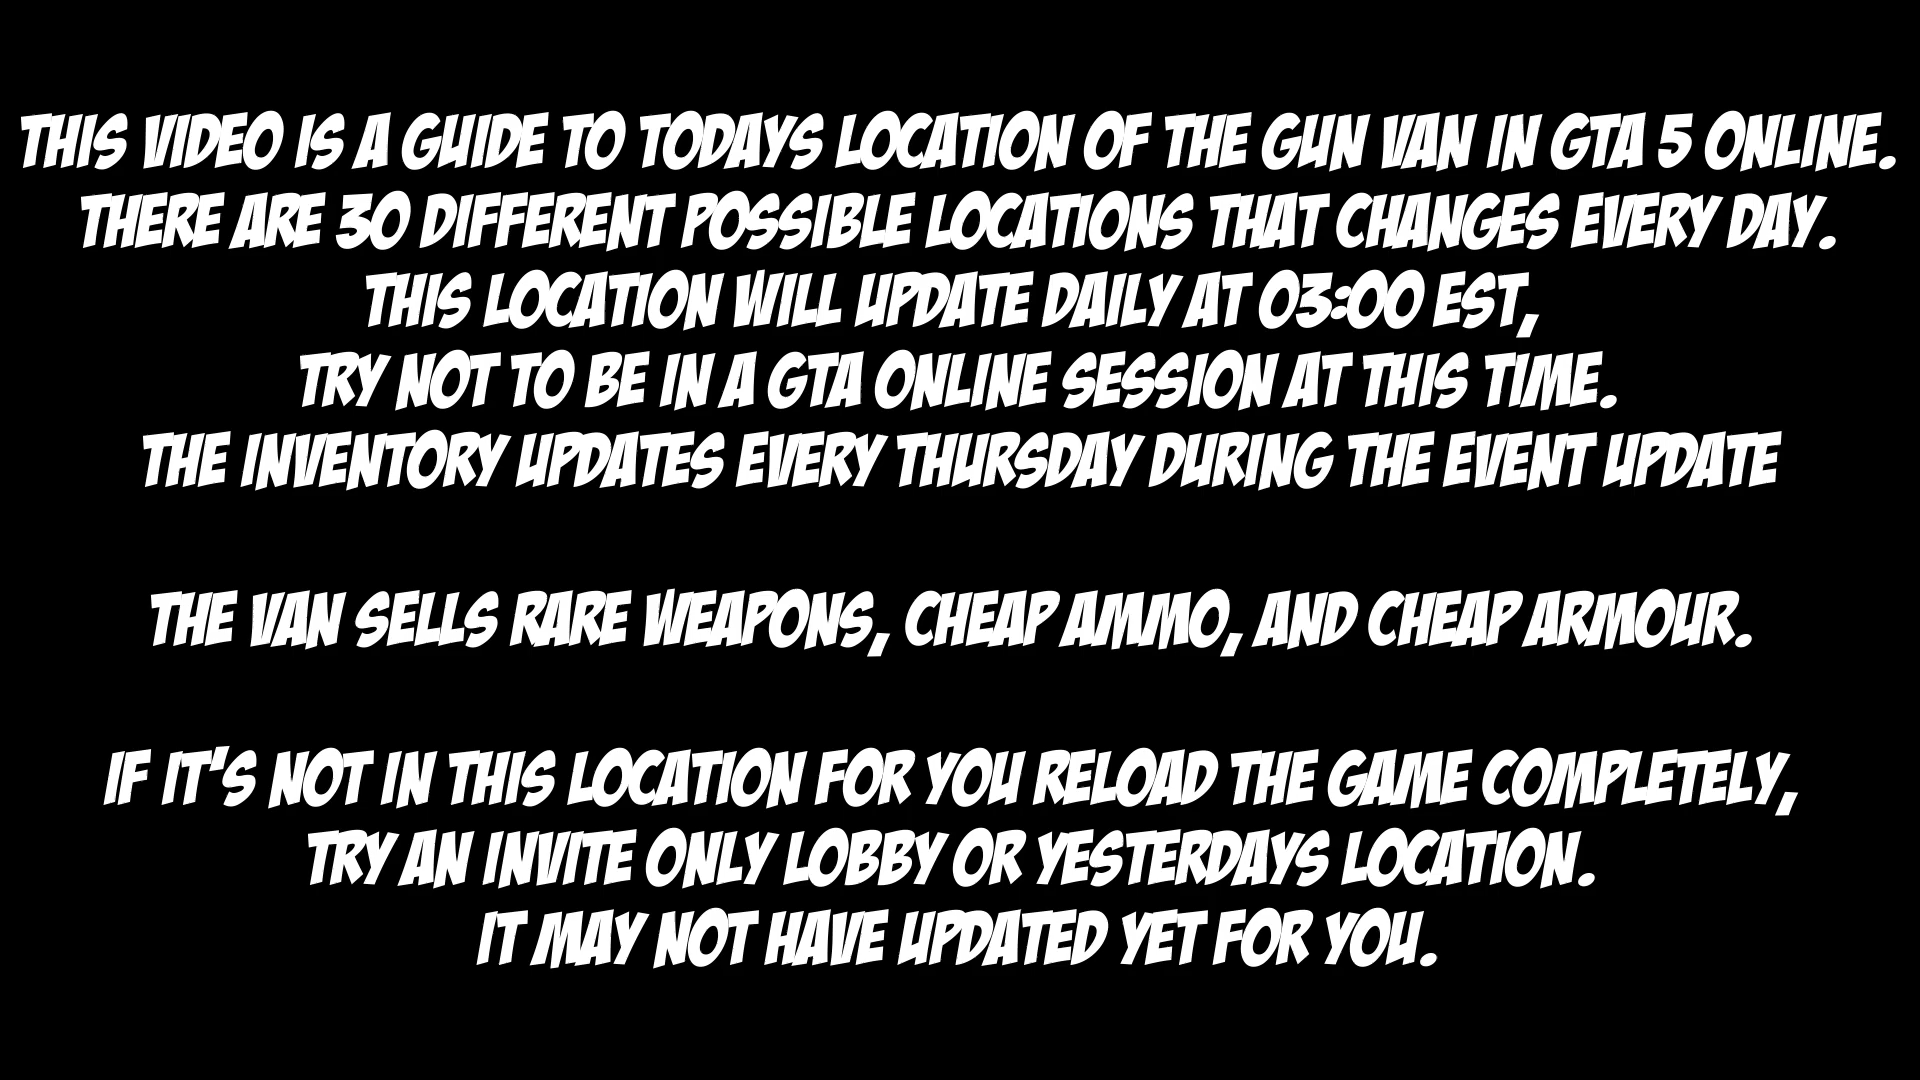 THIS VIDEO IS A GUIDE TO TODAYS LOCATION OF THE GUN VAN IN GTA 5 ONLINE.
THERE ARE 30 DIFFERENT POSSIBLE LOCATIONS THAT CHANGES EVERY DAY.
THIS LOCATION WILL UPDATE DAILY AT 03:00 EST,
TRY NOT TO BE IN A GTA ONLINE SESSION AT THIS TIME.
THE INVENTORY UPDATES EVERY THURSDAY DURING THE EVENT UPDATE
THE VAN SELLS RARE WEAPONS, CHEAP AMMO, AND CHEAP ARMOUR.
IF IT'S NOT IN THIS LOCATION FOR YOU RELOAD THE GAME COMPLETELY,
TRY AN INVITE ONLY LOBBY OR YESTERDAYS LOCATION.
IT MAY NOT HAVE UPDATED YET FOR YOU.